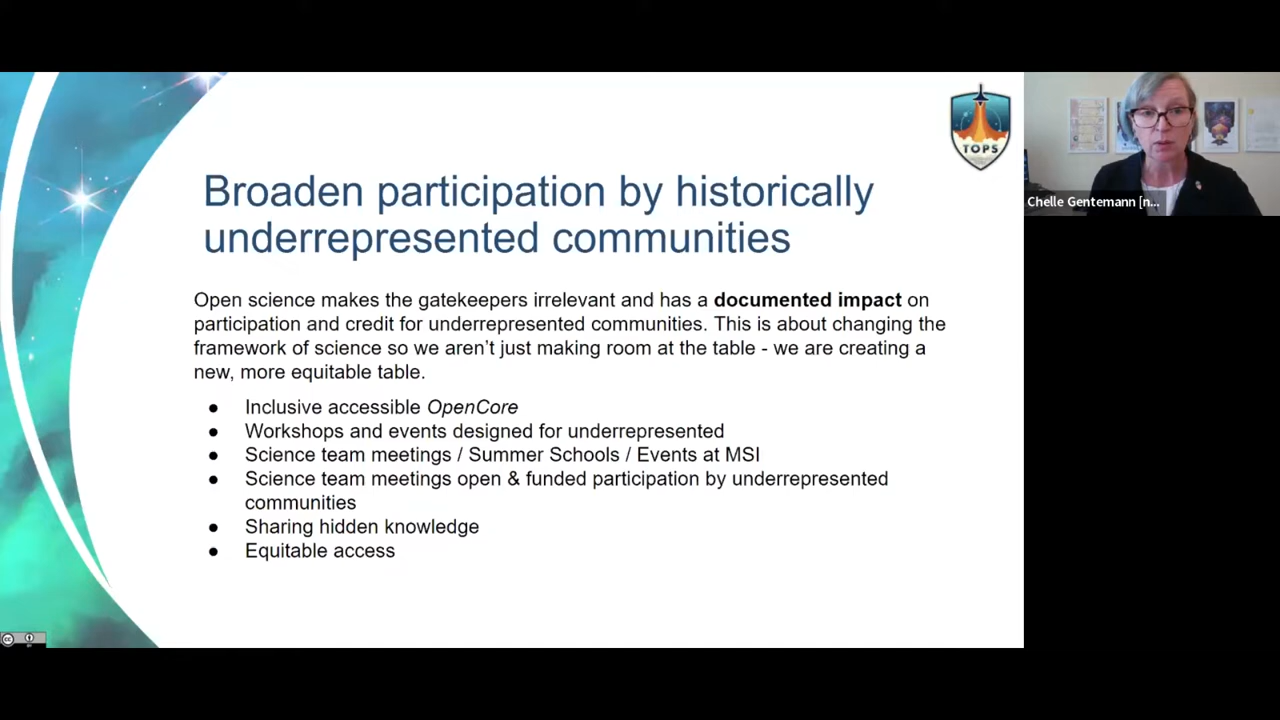 TOPS
Broaden participation by historically
underrepresented communities
Open science makes the gatekeepers irrelevant and has a documented impact on
participation and credit for underrepresented communities. This is about changing the
framework of science so we aren't just making room at the table - we are creating a
new, more equitable table.
● Inclusive accessible OpenCore
● Workshops and events designed for underrepresented
● Science team meetings / Summer Schools / Events at MSI
● Science team meetings open & funded participation by underrepresented
communities
● Sharing hidden knowledge
● Equitable access
Chelle Gentemann [n...
cc